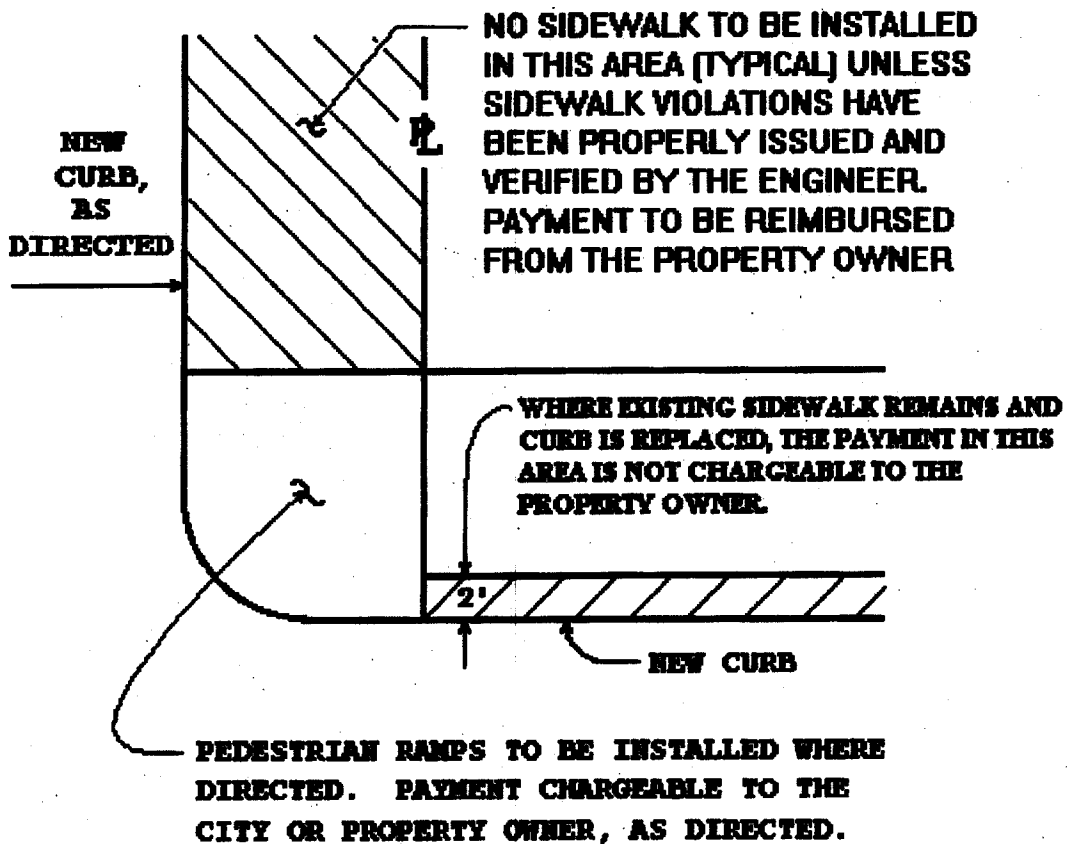 NO SIDEWALK TO BE INSTALLED
IN THIS AREA (TYPICAL) UNLESS
SIDEWALK VIOLATIONS HAVE
BEEN PROPERLY ISSUED AND
VERIFIED BY THE ENGINEER.
PAYMENT TO BE REIMBURSED
FROM THE PROPERTY OWNER
NEW
CURB,
AS
DIRECTED
PL
WHERE EXISTING SIDEWALK REMAINS AND
CURB IS REPLACED, THE PAYMENT IN THIS
AREA IS NOT CHARGEABLE TO THE
PROPERTY OWNER.
2'
NEW CURB
PEDESTRIAN RAMPS TO BE INSTALLED WHERE
DIRECTED. PAYMENT CHARGEABLE TO THE
CITY OR PROPERTY OWNER, AS DIRECTED.